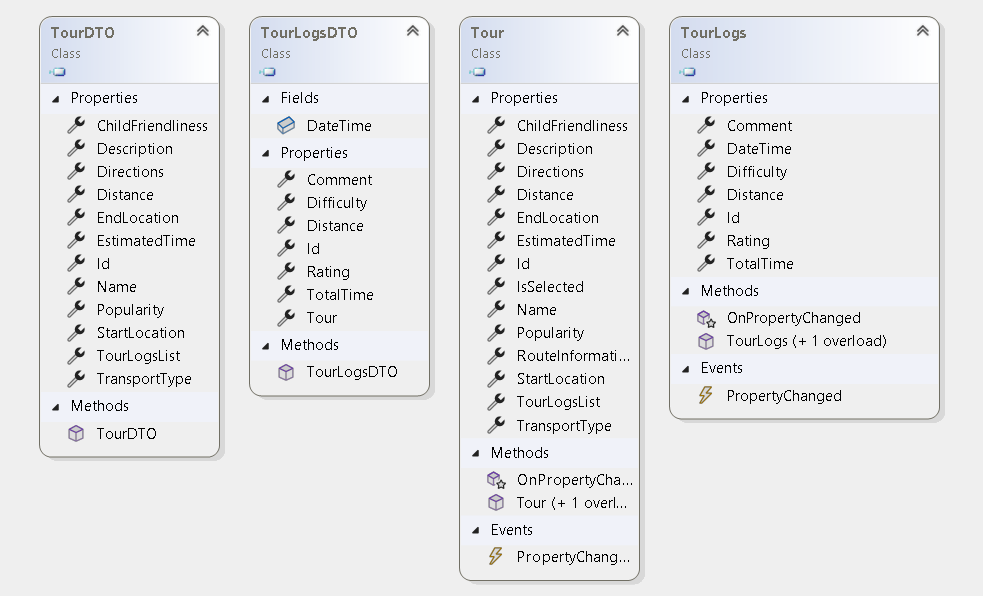 TourDTO
Class
Properties
ChildFriendliness
Description
Directions
Distance
EndLocation
EstimatedTime
Id
Name
Popularity
StartLocation
TourLogsList
TransportType
Methods
TourDTO
TourLogsDTO
Class
Fields
DateTime
Properties
Comment
Difficulty
Distance
Id
Rating
TotalTime
Tour
Methods
TourLogsDTO
Tour
Class
Properties
ChildFriendliness
Description
Directions
Distance
EndLocation
EstimatedTime
Id
IsSelected
Name
Popularity
RouteInformati...
StartLocation
TourLogsList
TransportType
Methods
OnPropertyCha...
Tour (+ 1 overl...
Events
PropertyChang...
TourLogs
Class
Properties
Comment
DateTime
Difficulty
Distance
Id
Rating
TotalTime
Methods
OnPropertyChanged
TourLogs (+ 1 overload)
Events
PropertyChanged